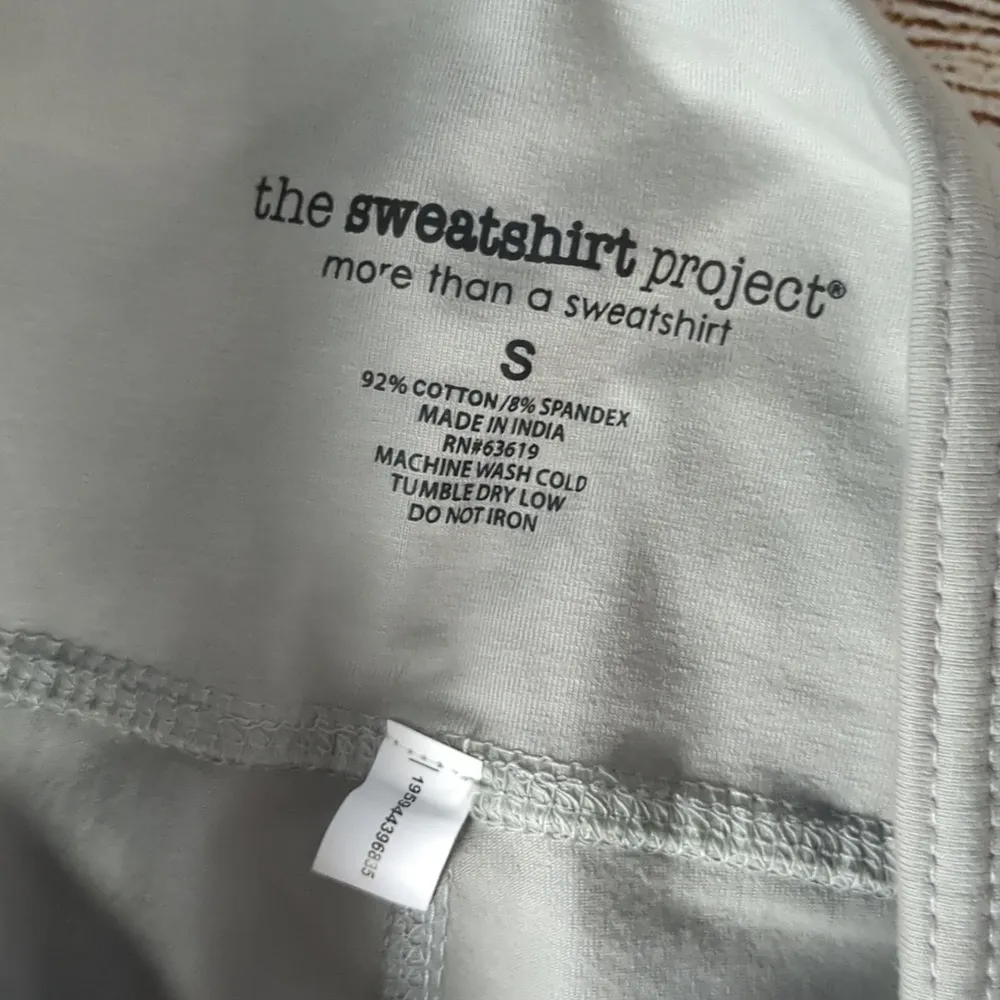 the sweatshirt project®
more than a sweatshirt
S
92% COTTON/8% SPANDEX
MADE IN INDIA
RN#63619
MACHINE WASH COLD
TUMBLE DRY LOW
DO NOT IRON
195944396835